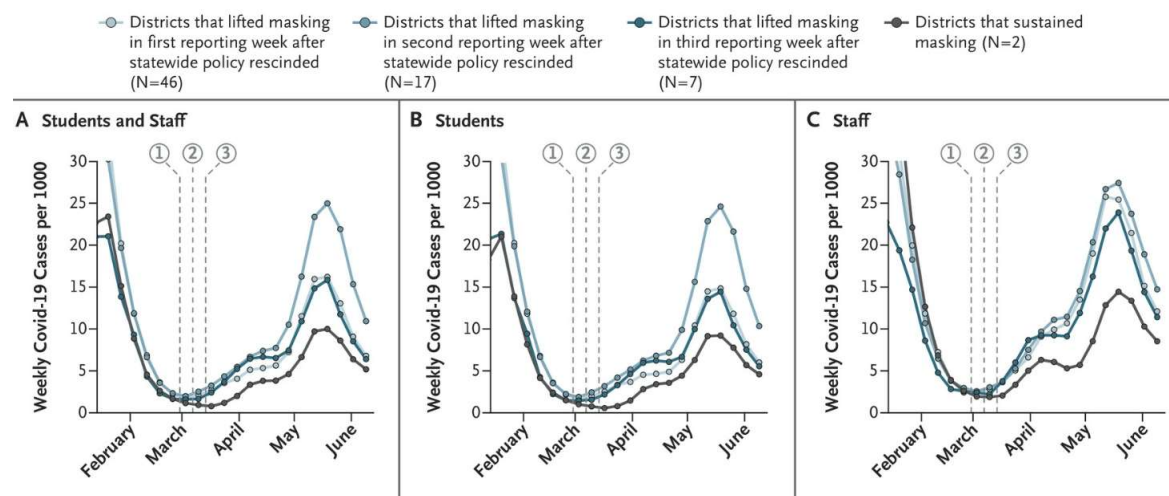 Districts that lifted masking
in first reporting week after
statewide policy rescinded
(N=46)
Districts that lifted masking
in second reporting week after
statewide policy rescinded
(N=17)
Districts that lifted masking
in third reporting week after
statewide policy rescinded
(N=7)
Districts that sustained
masking (N=2)
A Students and Staff
Weekly Covid-19 Cases per 1000
30
25
20
15
10
5
0
1 2 3
February March April May June
B Students
Weekly Covid-19 Cases per 1000
30
25
20
15
10
5
0
1 2 3
February March April May June
C Staff
Weekly Covid-19 Cases per 1000
30
25
20
15
10
5
0
1 2 3
February March April May June